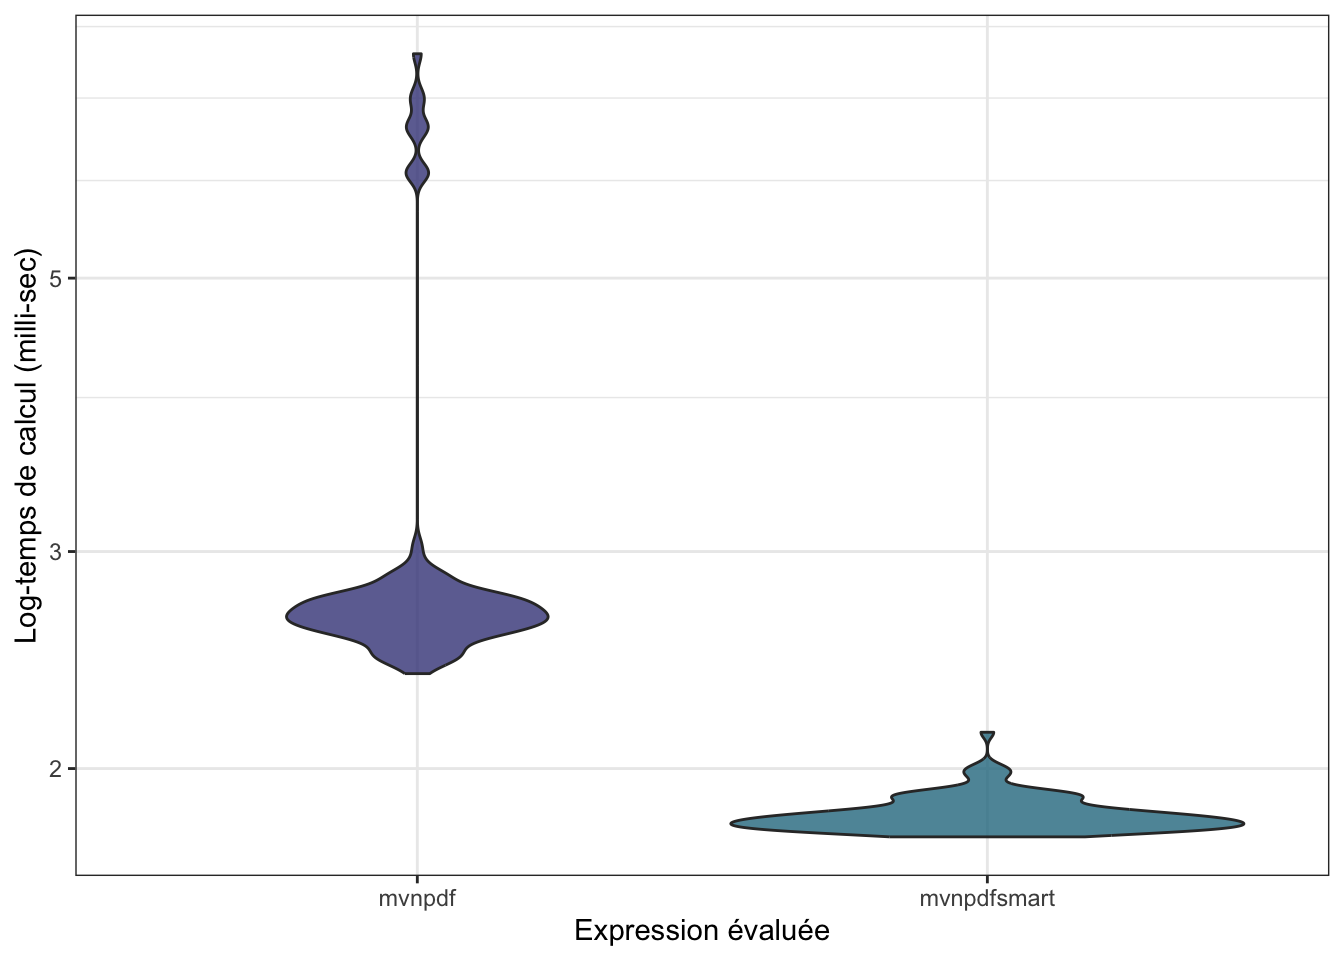 Log-temps de calcul (milli-sec)
5
3
2
mvnpdf
mvnpdfsmart
Expression évaluée